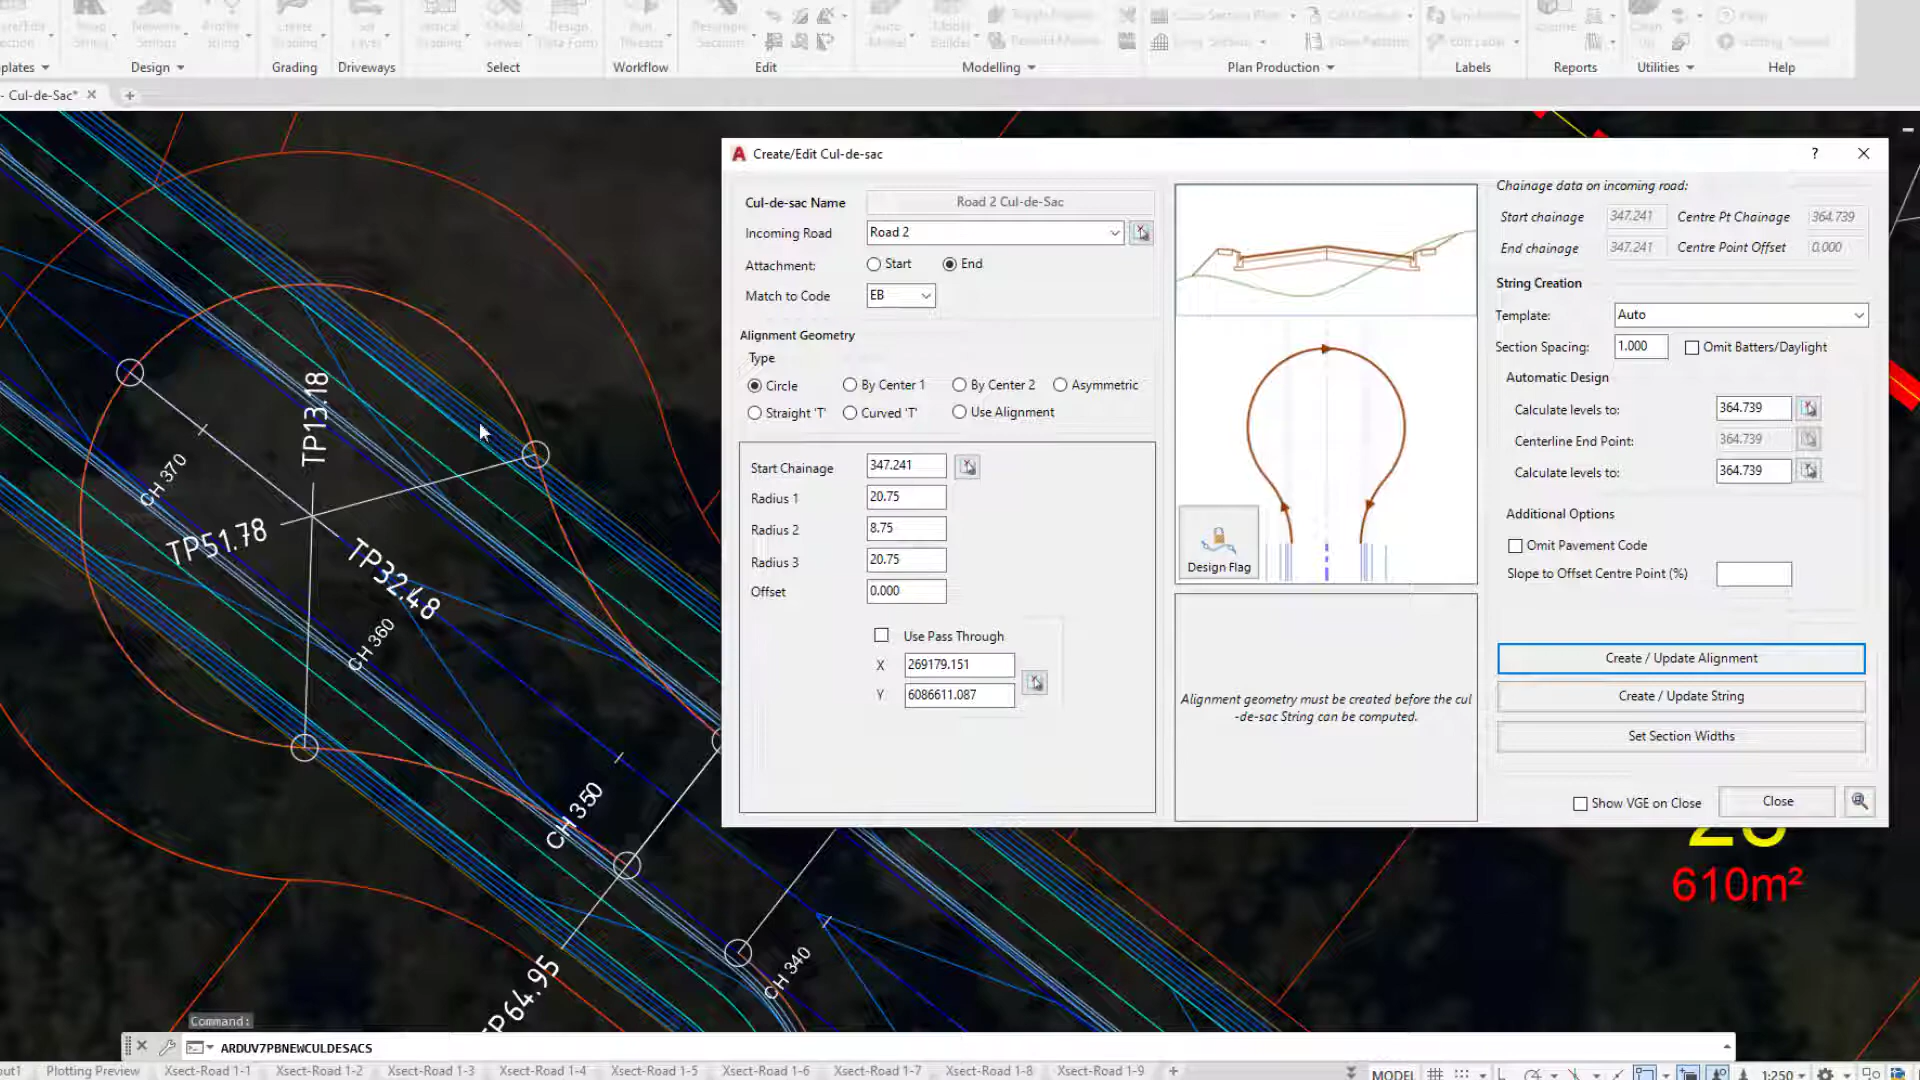 plates
Design
Grading
Driveways
Select
Workflow
Edit
Modelling
Plan Production
Labels
Reports
Utilities
Help
- Cul-de-Sac*
Create/Edit Cul-de-sac
Cul-de-sac Name
Road 2 Cul-de-Sac
Incoming Road
Road 2
Attachment:
Start
End
Match to Code
EB
Alignment Geometry
Type
Circle
By Center 1
By Center 2
Asymmetric
Straight 'T'
Curved 'T'
Use Alignment
Start Chainage
347.241
Radius 1
20.75
Radius 2
8.75
Radius 3
20.75
Offset
0.000
Use Pass Through
X
269179.151
Y
6086611.087
Design Flag
Alignment geometry must be created before the cul
-de-sac String can be computed.
Chainage data on incoming road:
Start chainage
347.241
Centre Pt Chainage
364.739
End chainage
347.241
Centre Point Offset
0.000
String Creation
Template:
Auto
Section Spacing:
1.000
Omit Batters/Daylight
Automatic Design
Calculate levels to:
364.739
Centerline End Point:
364.739
Calculate levels to:
364.739
Additional Options
Omit Pavement Code
Slope to Offset Centre Point (%)
Create / Update Alignment
Create / Update String
Set Section Widths
Show VGE on Close
Close
TP13.18
CH 370
TP51.78
TP32.48
CH 360
CH 350
CH 340
TP64.95
610m²
Command:
ARDUV7PBNEWCULDESACS
out1
Plotting Preview
Xsect-Road 1-1
Xsect-Road 1-2
Xsect-Road 1-3
Xsect-Road 1-4
Xsect-Road 1-5
Xsect-Road 1-6
Xsect-Road 1-7
Xsect-Road 1-8
Xsect-Road 1-9
MODEL
1:250